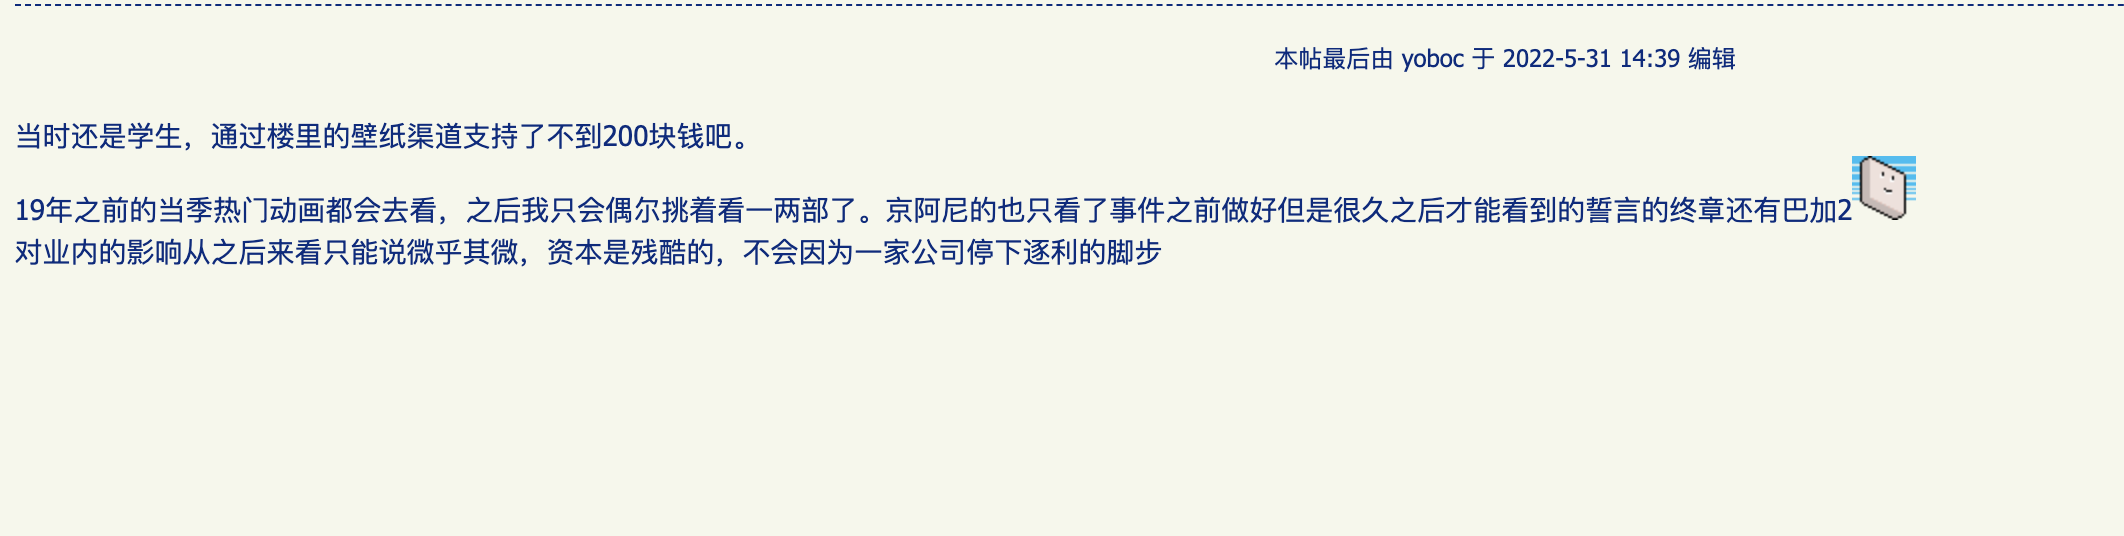 本帖最后由 yoboc 于 2022-5-31 14:39 编辑
当时还是学生，通过楼里的壁纸渠道支持了不到200块钱吧。
19年之前的当季热门动画都会去看，之后我只会偶尔挑着看一两部了。京阿尼的也只看了事件之前做好但是很久之后才能看到的誓言的终章还有巴加2
对业内的影响从之后来看只能说微乎其微，资本是残酷的，不会因为一家公司停下逐利的脚步